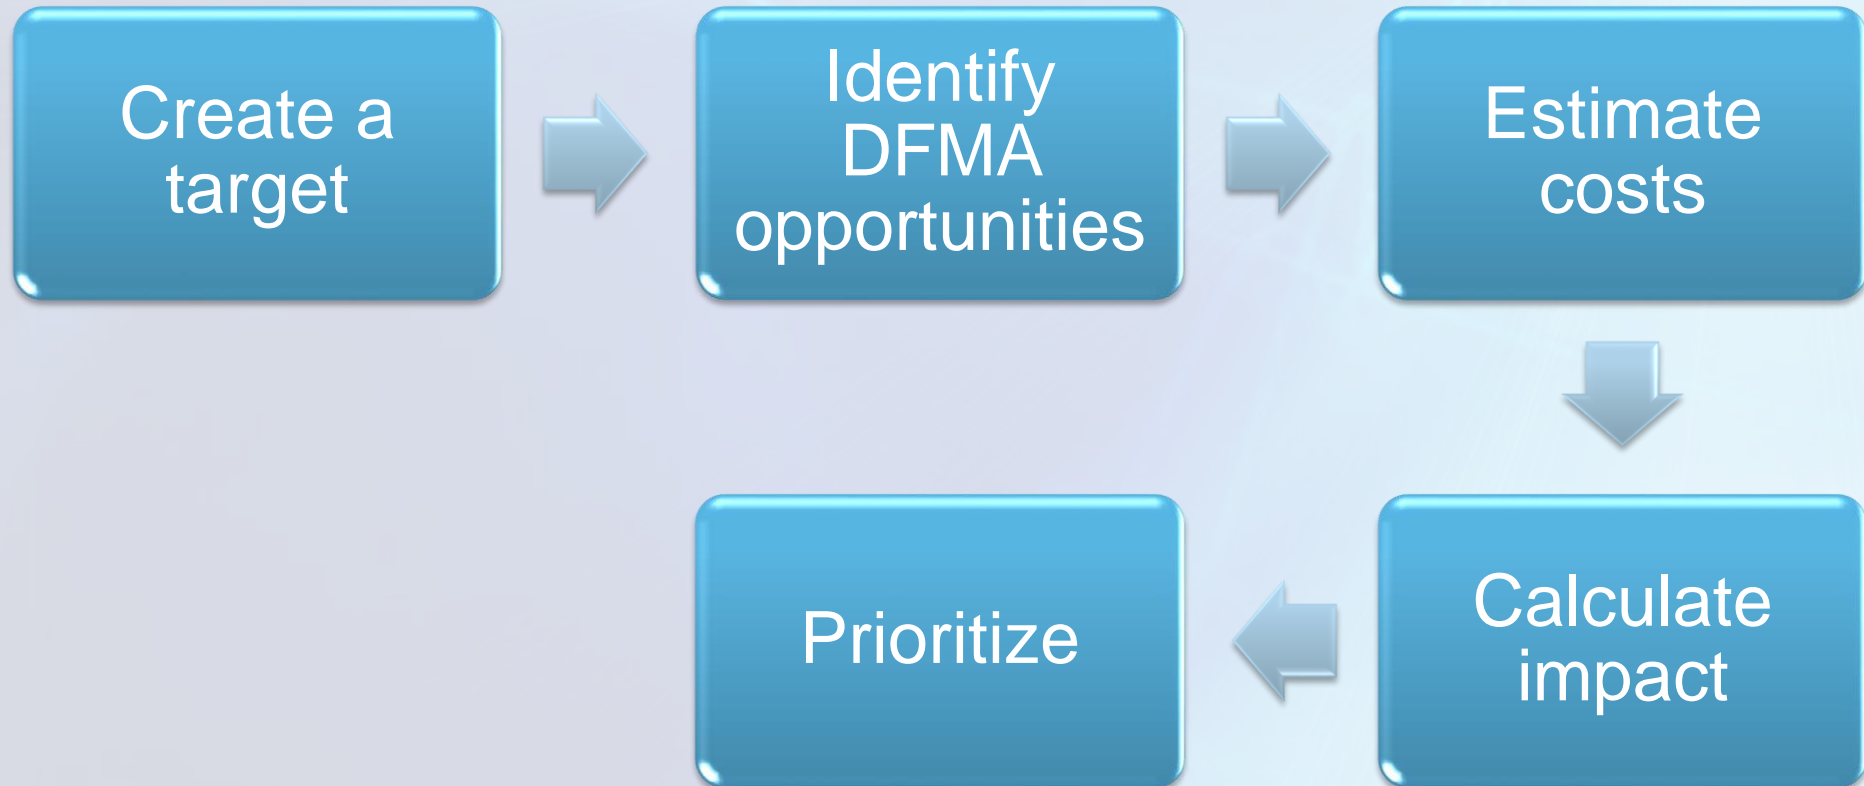 Create a
target
Identify
DFMA
opportunities
Estimate
costs
Calculate
impact
Prioritize